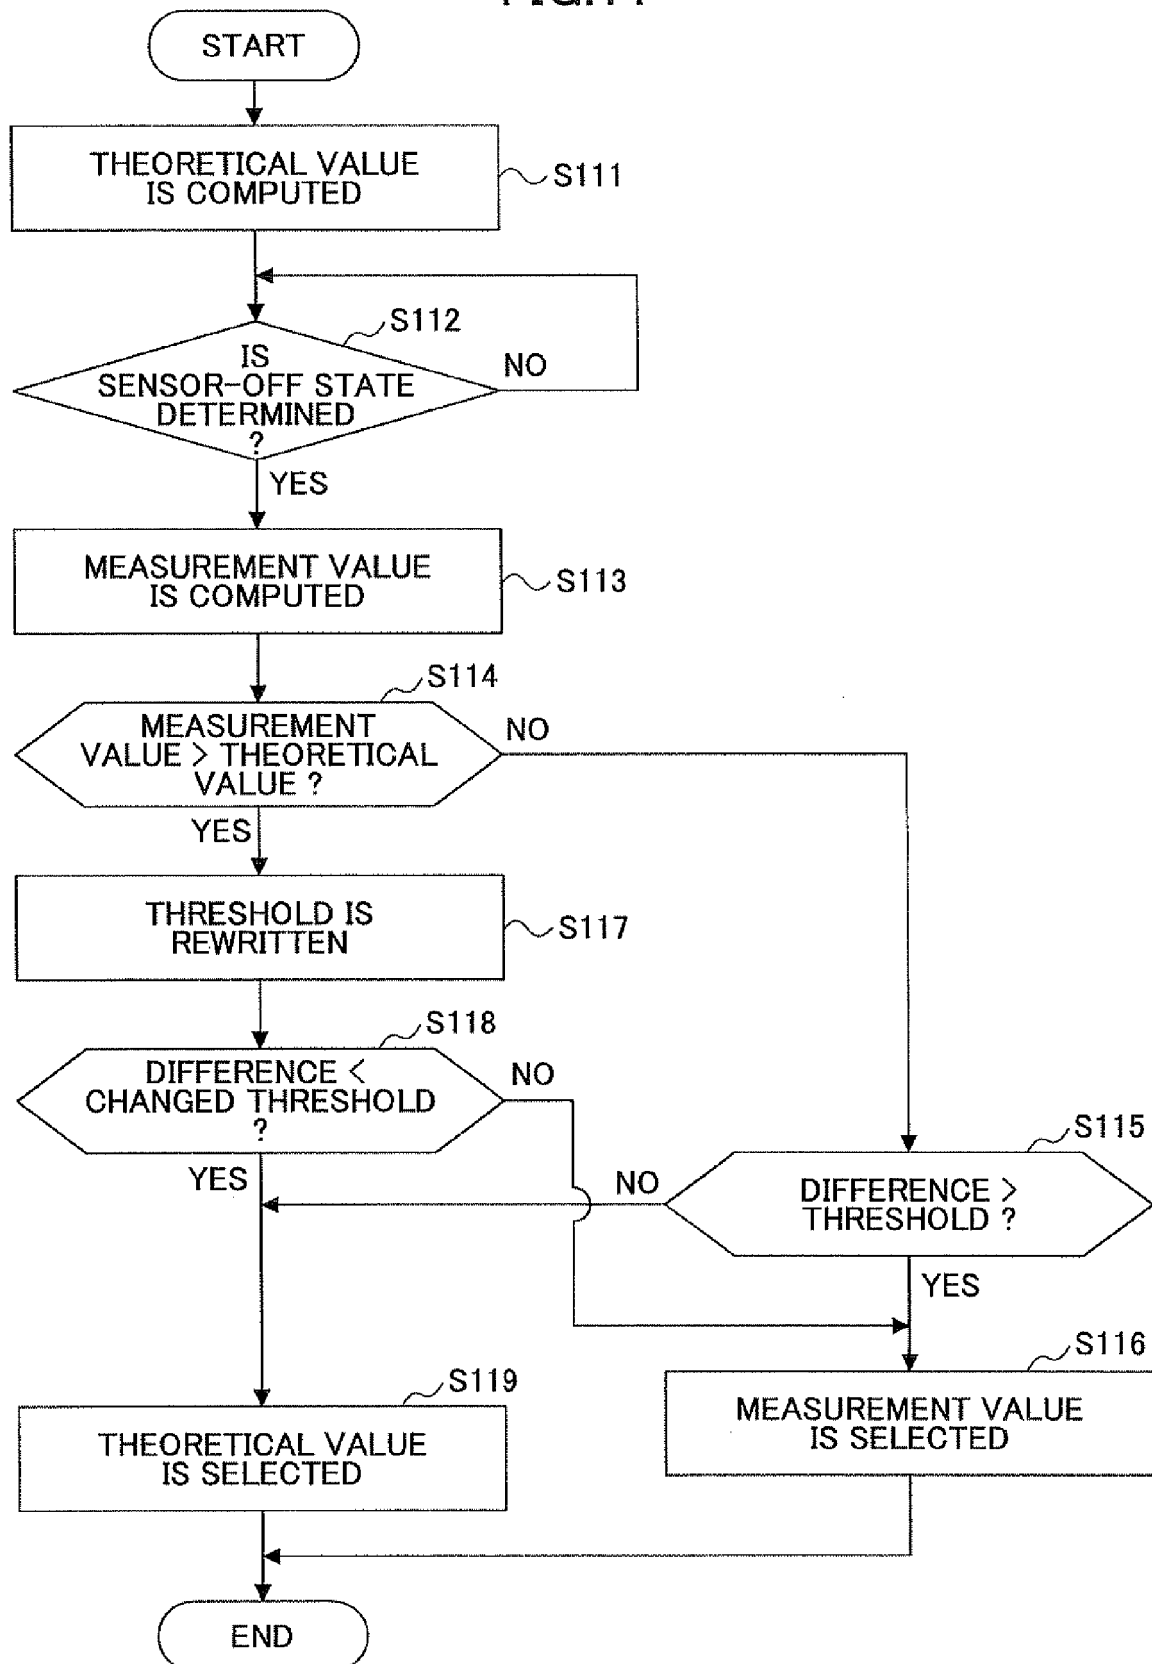 START
THEORETICAL VALUE
IS COMPUTED
S111
S112
IS
SENSOR-OFF STATE
DETERMINED
?
NO
YES
MEASUREMENT VALUE
IS COMPUTED
S113
S114
MEASUREMENT
VALUE > THEORETICAL
VALUE ?
NO
YES
THRESHOLD IS
REWRITTEN
S117
S118
DIFFERENCE <
CHANGED THRESHOLD
?
NO
YES
S115
DIFFERENCE >
THRESHOLD ?
NO
YES
S116
MEASUREMENT VALUE
IS SELECTED
S119
THEORETICAL VALUE
IS SELECTED
END